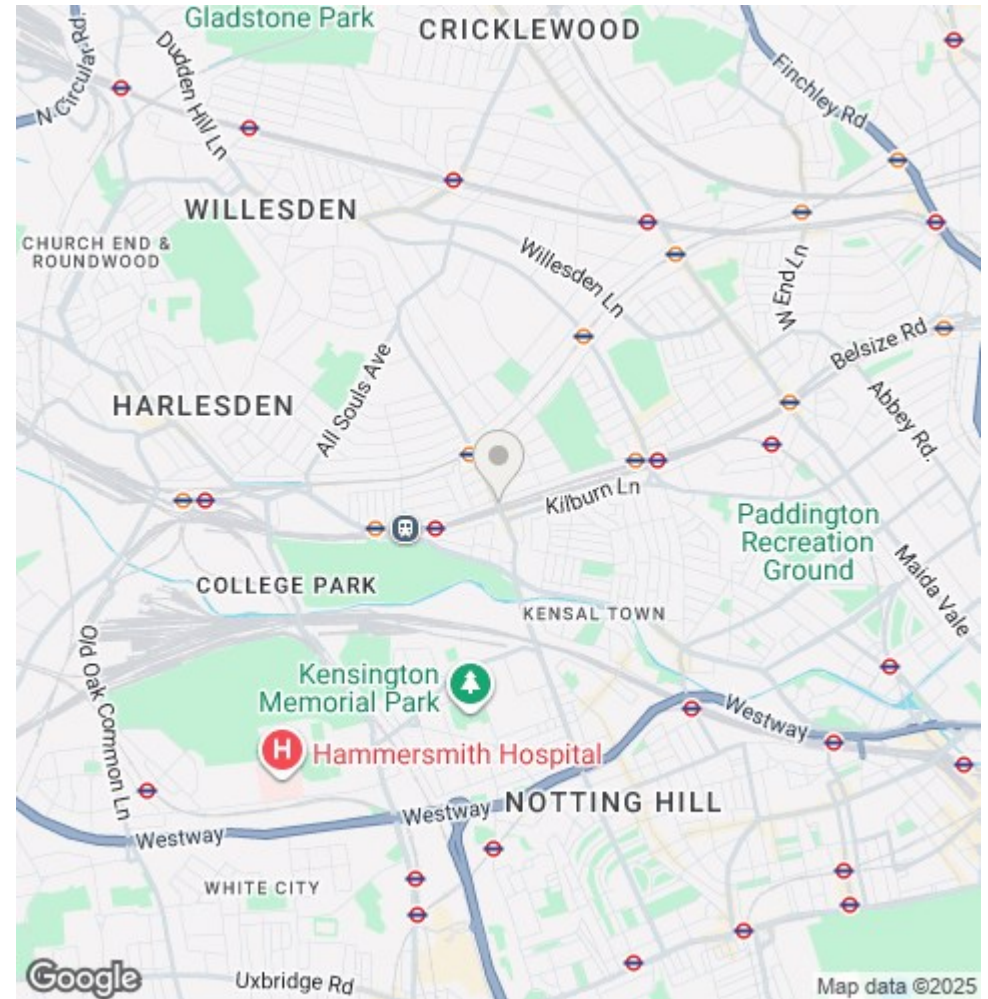 Gladstone Park
CRICKLEWOOD
N Circular Rd.
Dudden Hill Ln
Finchley Rd
WILLESDEN
CHURCH END &
ROUNDWOOD
Willesden Ln
W End Ln
Belsize Rd
All Souls Ave
HARLESDEN
Abbey Rd.
Kilburn Ln
Paddington
Recreation
Ground
COLLEGE PARK
KENSAL TOWN
Maida Vale
Old Oak Common Ln
Kensington
Memorial Park
Westway
H
Hammersmith Hospital
Westway
NOTTING HILL
Westway
WHITE CITY
Uxbridge Rd
Google
Map data ©2025